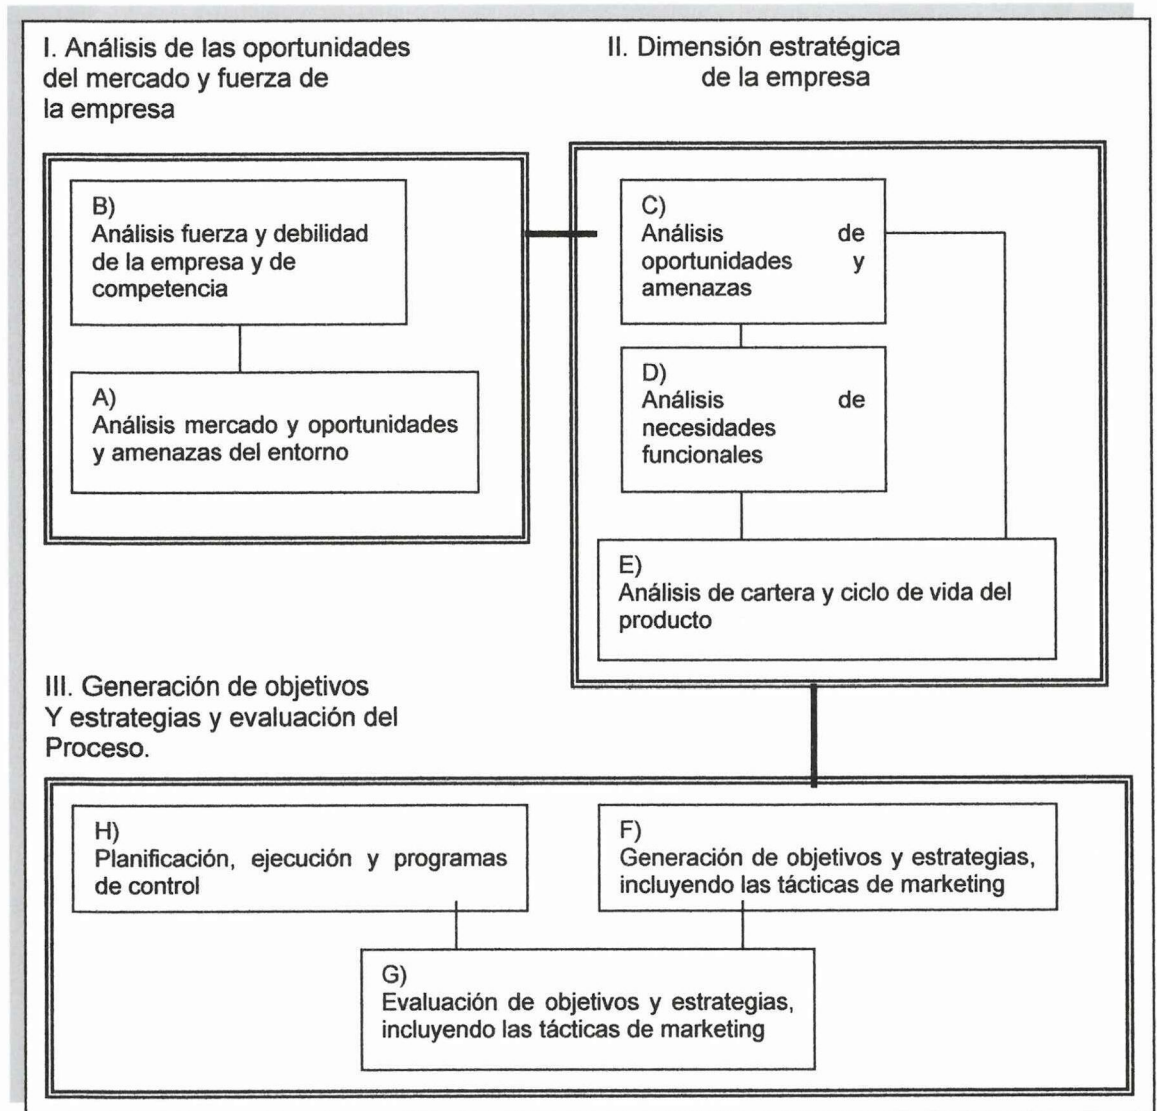 I. Análisis de las oportunidades
del mercado y fuerza de
la empresa
II. Dimensión estratégica
de la empresa
B)
Análisis fuerza y debilidad
de la empresa y de
competencia
A)
Análisis mercado y oportunidades
y amenazas del entorno
C)
Análisis de
oportunidades y
amenazas
D)
Análisis de
necesidades
funcionales
E)
Análisis de cartera y ciclo de vida del
producto
III. Generación de objetivos
Y estrategias y evaluación del
Proceso.
H)
Planificación, ejecución y programas
de control
F)
Generación de objetivos y estrategias,
incluyendo las tácticas de marketing
G)
Evaluación de objetivos y estrategias,
incluyendo las tácticas de marketing